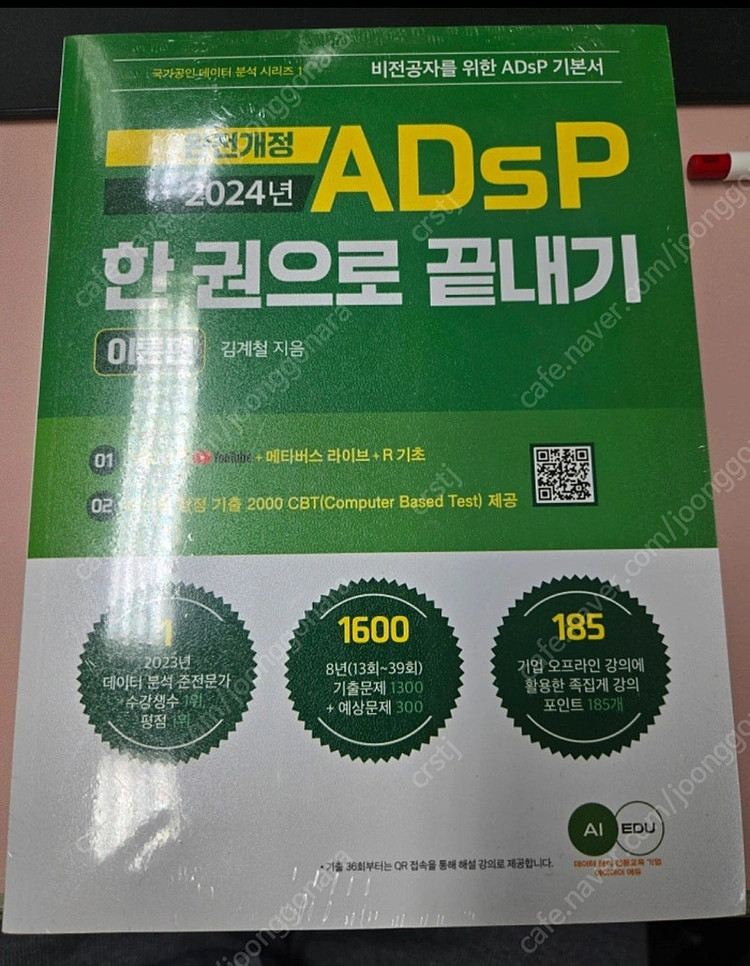 국가공인 데이터 분석 시리즈 1
비전공자를 위한 ADsP 기본서
개정
2024년
ADsP
한 권으로 끝내기
김계철 지음
01 YouTube + 메타버스 라이브 + R 기초
02 기출 2000 CBT(Computer Based Test) 제공
1
2023년
데이터 분석 준전문가
수강생수 1위,
평점 1위
1600
8년(13회~39회)
기출문제 1300
+ 예상문제 300
185
기업 오프라인 강의에
활용한 족집게 강의
포인트 185개
AI EDU
• 기출 36회부터는 QR 접속을 통해 해설 강의로 제공합니다.
cafe.naver.com/joonggonara
crstj